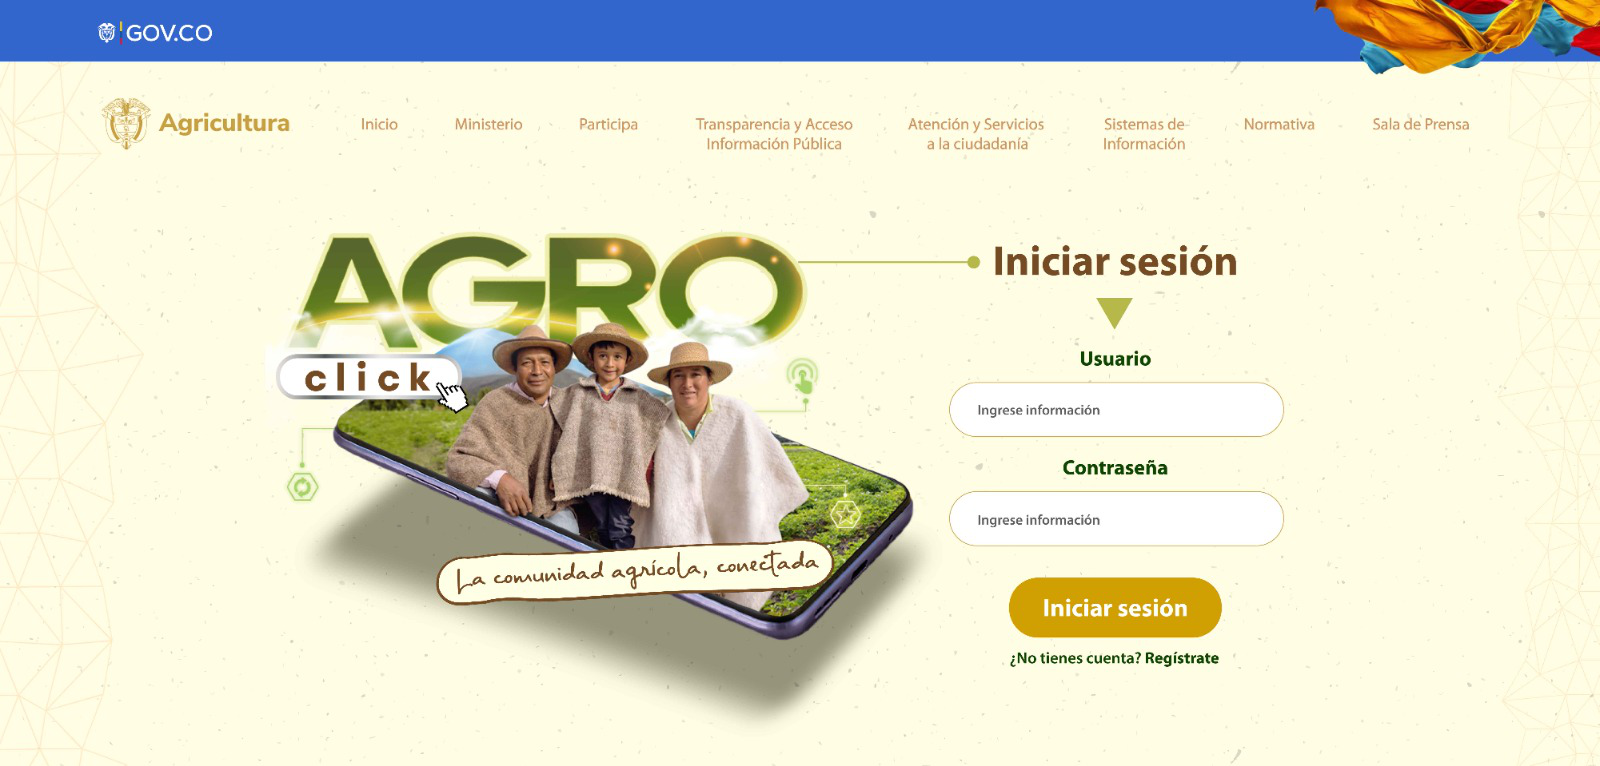 GOV.CO
Agricultura
Inicio
Ministerio
Participa
Transparencia y Acceso
Información Pública
Atención y Servicios
a la ciudadanía
Sistemas de
Información
Normativa
Sala de Prensa
AGRO
click
La comunidad agrícola, conectada
Iniciar sesión
Usuario
Ingrese información
Contraseña
Ingrese información
Iniciar sesión
¿No tienes cuenta? Regístrate